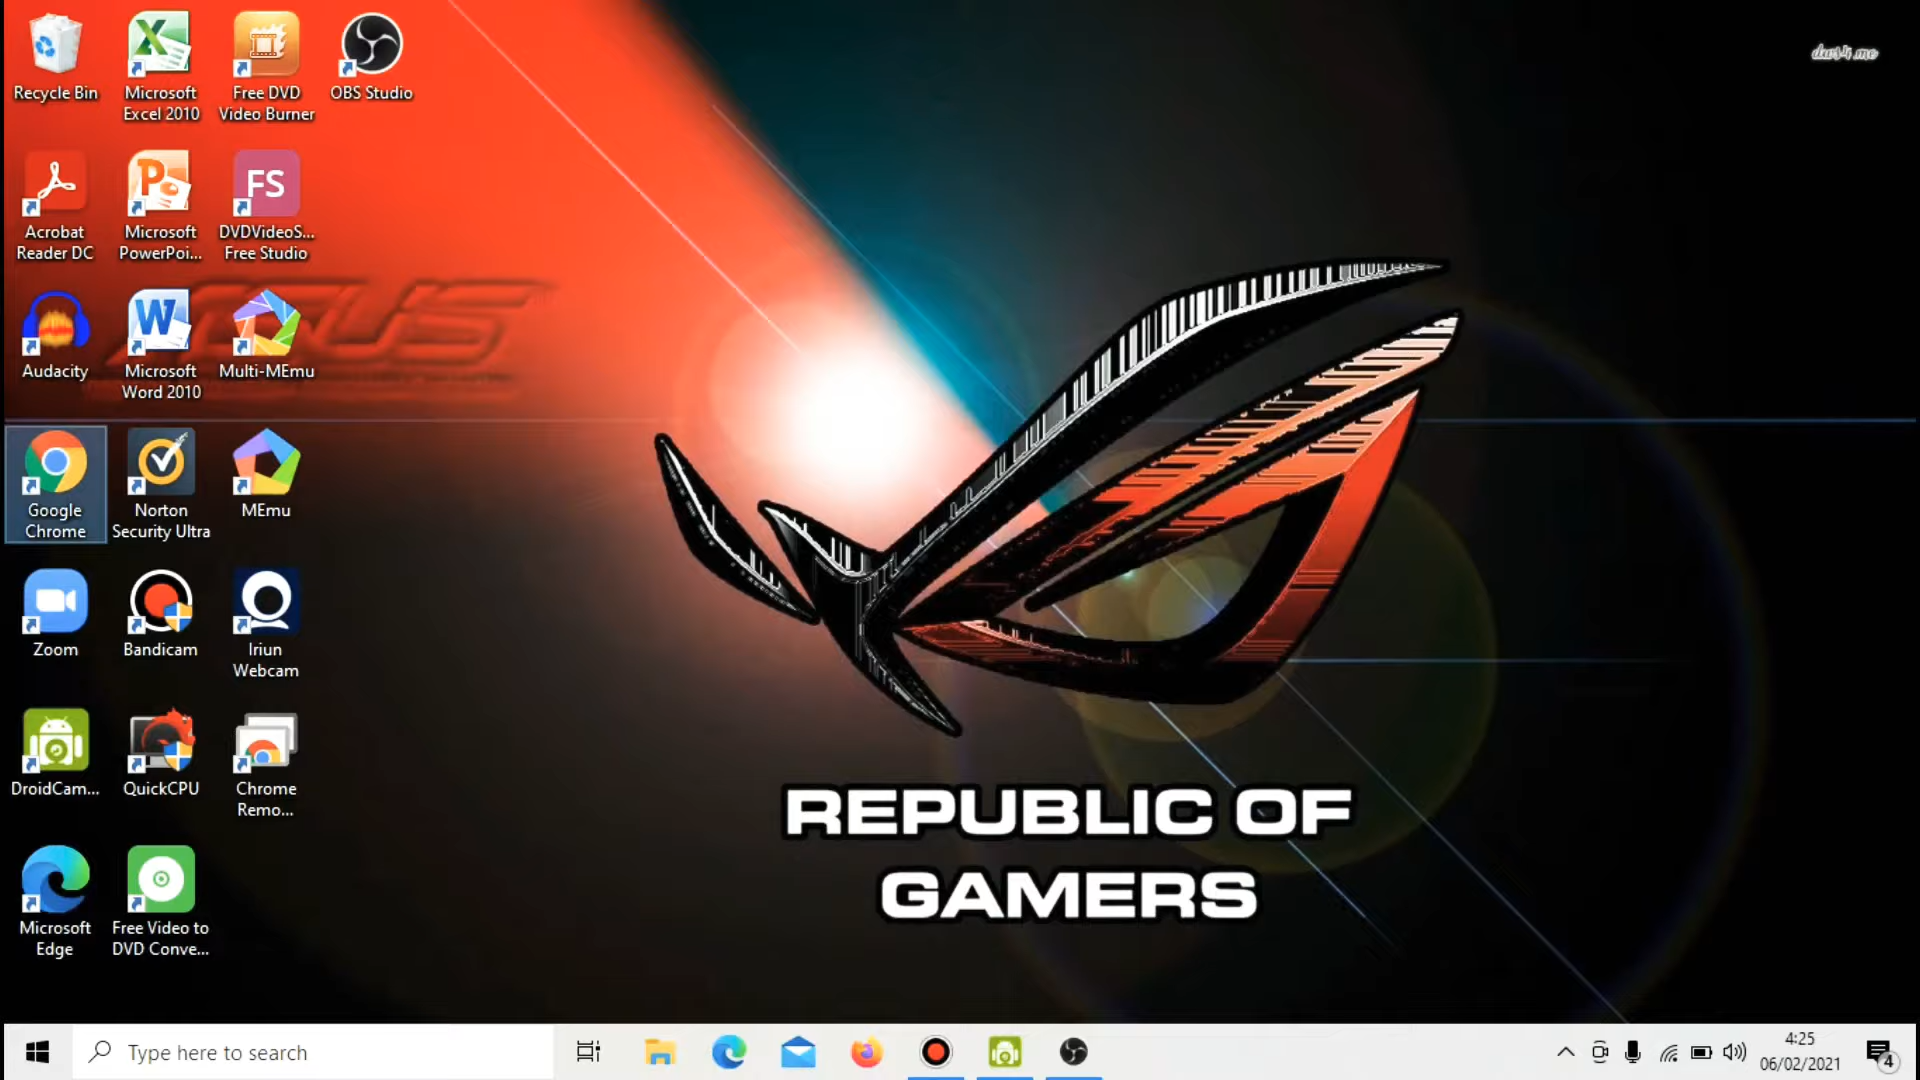 Recycle Bin
Microsoft
Excel 2010
Free DVD
Video Burner
OBS Studio
Acrobat
Reader DC
Microsoft
PowerPoi...
FS
DVDVideoS...
Free Studio
Audacity
Microsoft
Word 2010
Multi-MEmu
ASUS
Google
Chrome
Norton
Security Ultra
MEmu
Zoom
Bandicam
Iriun
Webcam
DroidCam...
QuickCPU
Chrome
Remo...
Microsoft
Edge
Free Video to
DVD Conve...
REPUBLIC OF
GAMERS
Type here to search
4:25
06/02/2021
4